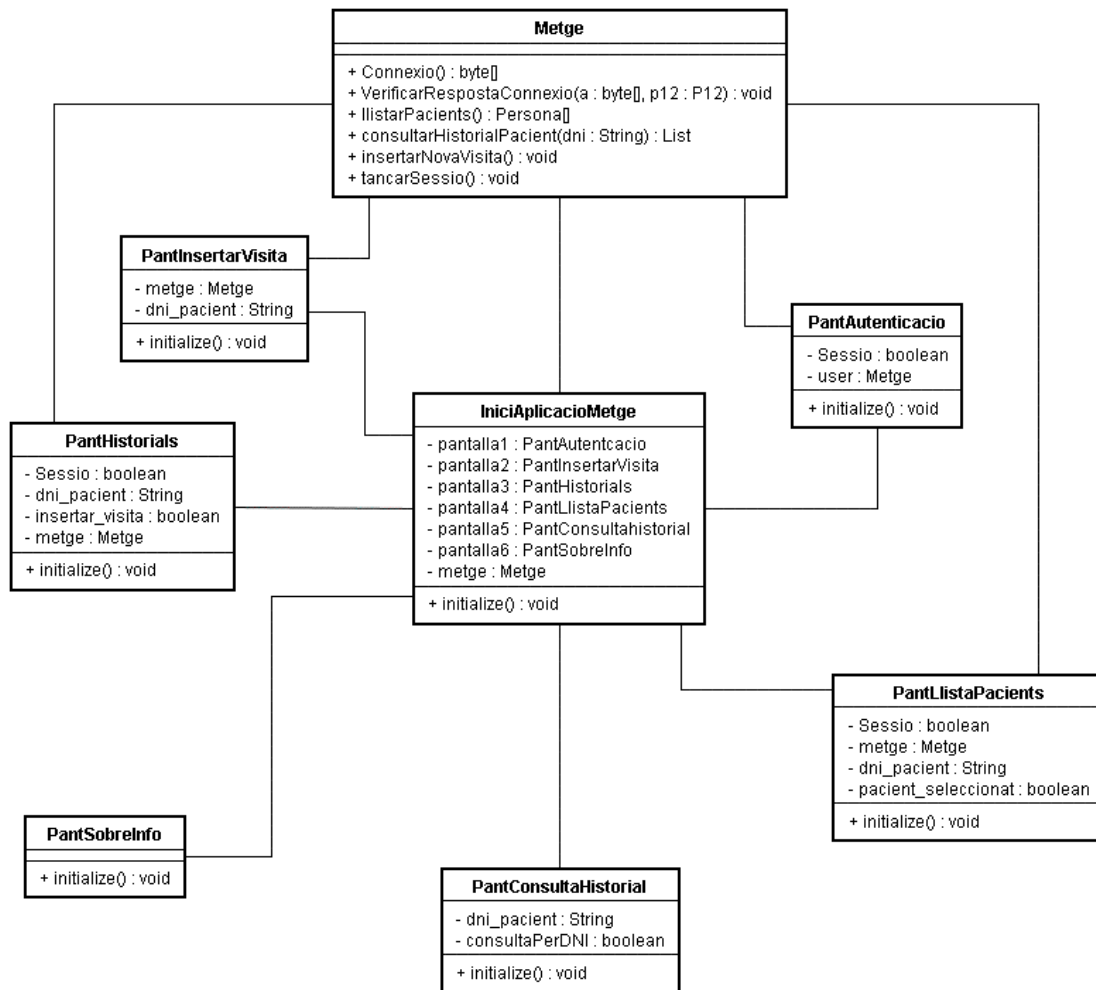 Metge
+ Connexio() : byte[]
+ VerificarRespostaConnexio(a : byte[], p12 : P12) : void
+ llistarPacients() : Persona[]
+ consultarHistorialPacient(dni : String) : List
+ insertarNovaVisita() : void
+ tancarSessio() : void
PantInsertarVisita
- metge : Metge
- dni_pacient : String
+ initialize() : void
PantAutenticacio
- Sessio : boolean
- user : Metge
+ initialize() : void
IniciAplicacioMetge
- pantalla1 : PantAutentcacio
- pantalla2 : PantInsertarVisita
- pantalla3 : PantHistorials
- pantalla4 : PantLlistaPacients
- pantalla5 : PantConsultahistorial
- pantalla6 : PantSobreInfo
- metge : Metge
+ initialize() : void
PantHistorials
- Sessio : boolean
- dni_pacient : String
- insertar_visita : boolean
- metge : Metge
+ initialize() : void
PantLlistaPacients
- Sessio : boolean
- metge : Metge
- dni_pacient : String
- pacient_seleccionat : boolean
+ initialize() : void
PantSobreInfo
+ initialize() : void
PantConsultaHistorial
- dni_pacient : String
- consultaPerDNI : boolean
+ initialize() : void